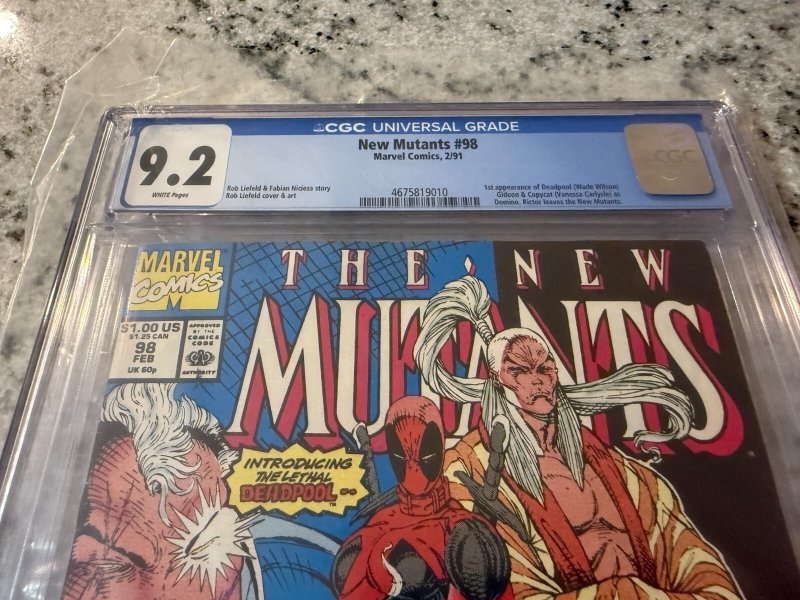 CGC UNIVERSAL GRADE
9.2
WHITE Pages
New Mutants #98
Marvel Comics, 2/91
Rob Liefeld & Fabian Nicieza story
Rob Liefeld cover & art
4675819010
1st appearance of Deadpool (Wade Wilson)
Gideon & Copycat (Vanessa Carlysle) as
Domino. Rictor leaves the New Mutants.
CGC
MARVEL
COMICS
THE NEW
MUTANTS
$1.00 US
$1.25 CAN
98
FEB
UK 60p
APPROVED
BY THE
COMICS
CODE
AUTHORITY
INTRODUCING
THE LETHAL
DEADPOOL
TM